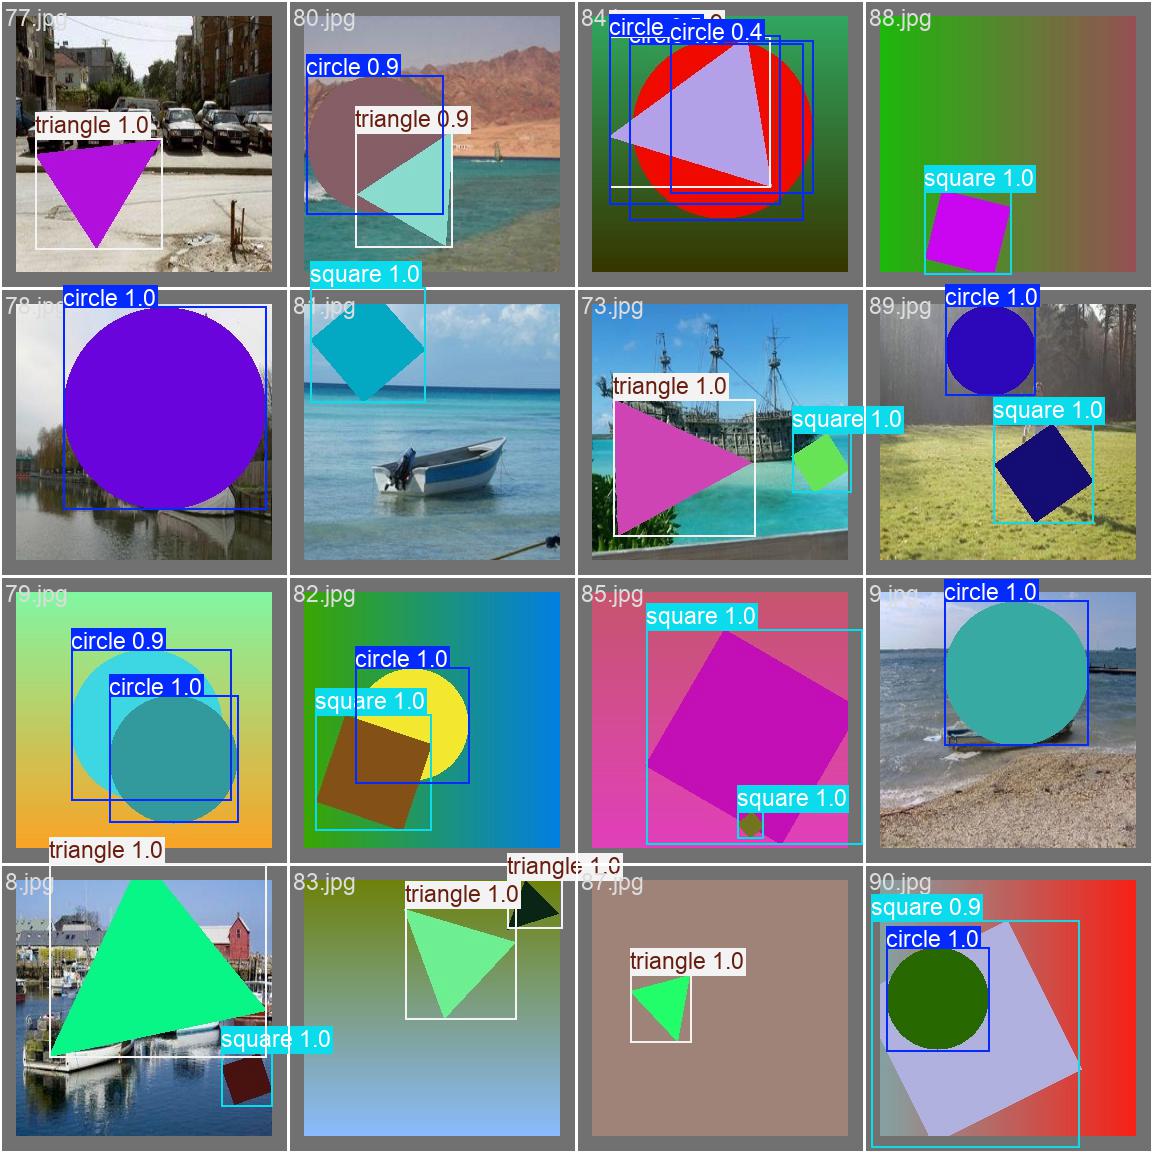 77.jpg
triangle 1.0
80.jpg
circle 0.9
triangle 0.9
84
circle
circle 0.4
88.jpg
square 1.0
78.jpg
circle 1.0
81.jpg
square 1.0
73.jpg
triangle 1.0
square 1.0
89.jpg
circle 1.0
square 1.0
79.jpg
circle 0.9
circle 1.0
82.jpg
circle 1.0
square 1.0
85.jpg
square 1.0
square 1.0
9.jpg
circle 1.0
8.jpg
triangle 1.0
square 1.0
83.jpg
triangle 1.0
triangle 1.0
87.jpg
triangle 1.0
90.jpg
square 0.9
circle 1.0